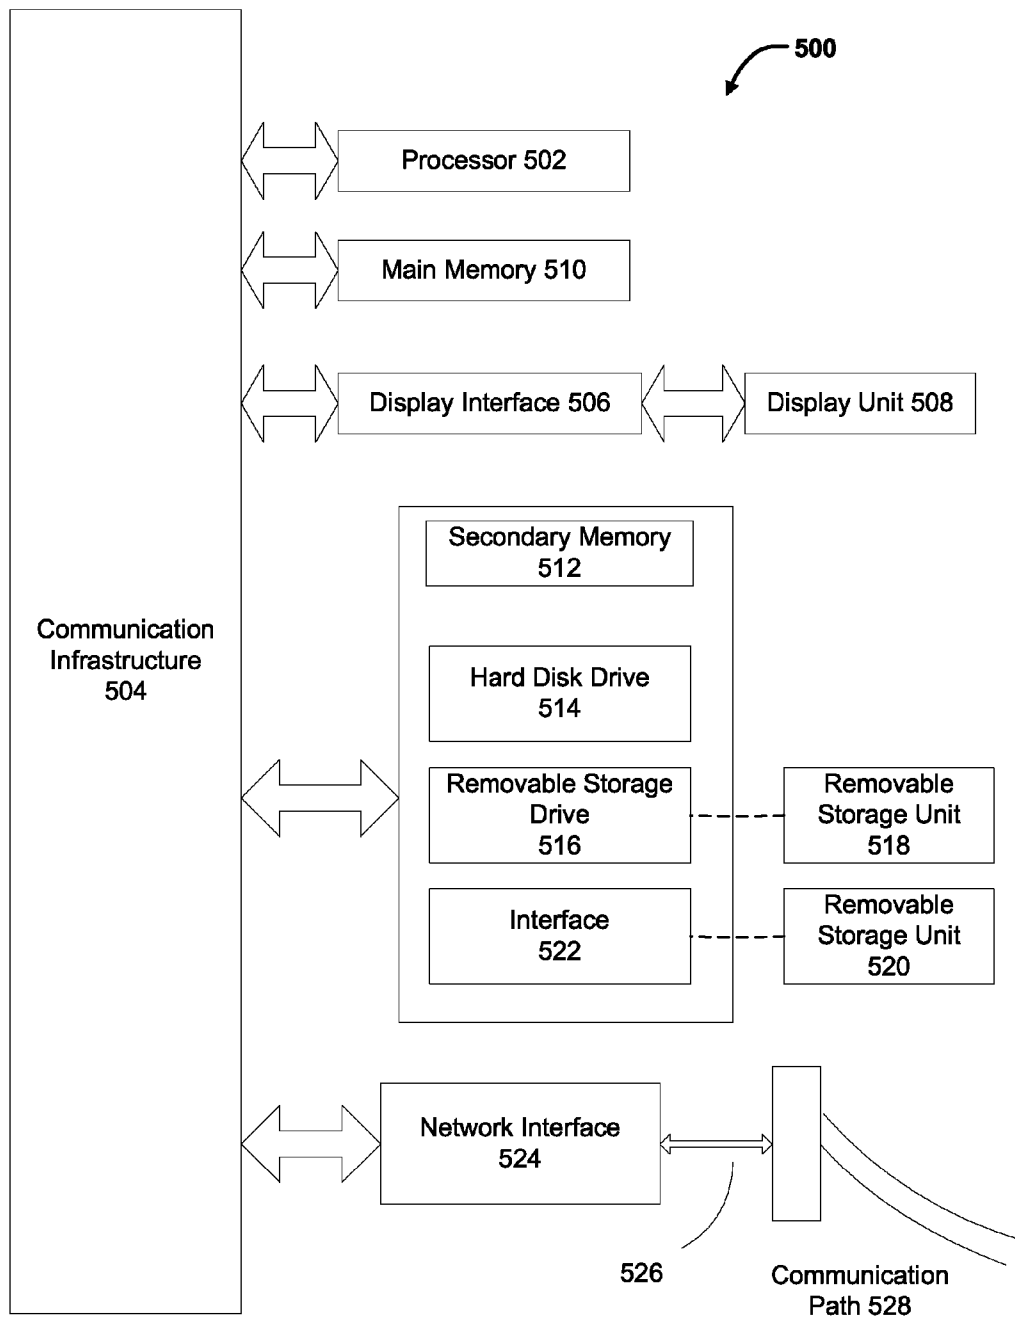 500
Processor 502
Main Memory 510
Display Interface 506
Display Unit 508
Secondary Memory
512
Communication
Infrastructure
504
Hard Disk Drive
514
Removable Storage
Drive
516
Removable
Storage Unit
518
Interface
522
Removable
Storage Unit
520
Network Interface
524
526
Communication
Path 528